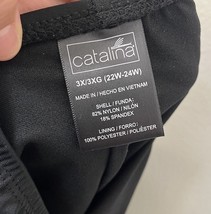 catalina
3X/3XG (22W-24W)
MADE IN / HECHO EN VIETNAM
SHELL / FUNDA:
82% NYLON / NILÓN
18% SPANDEX
LINING / FORRO:
100% POLYESTER / POLIÉSTER